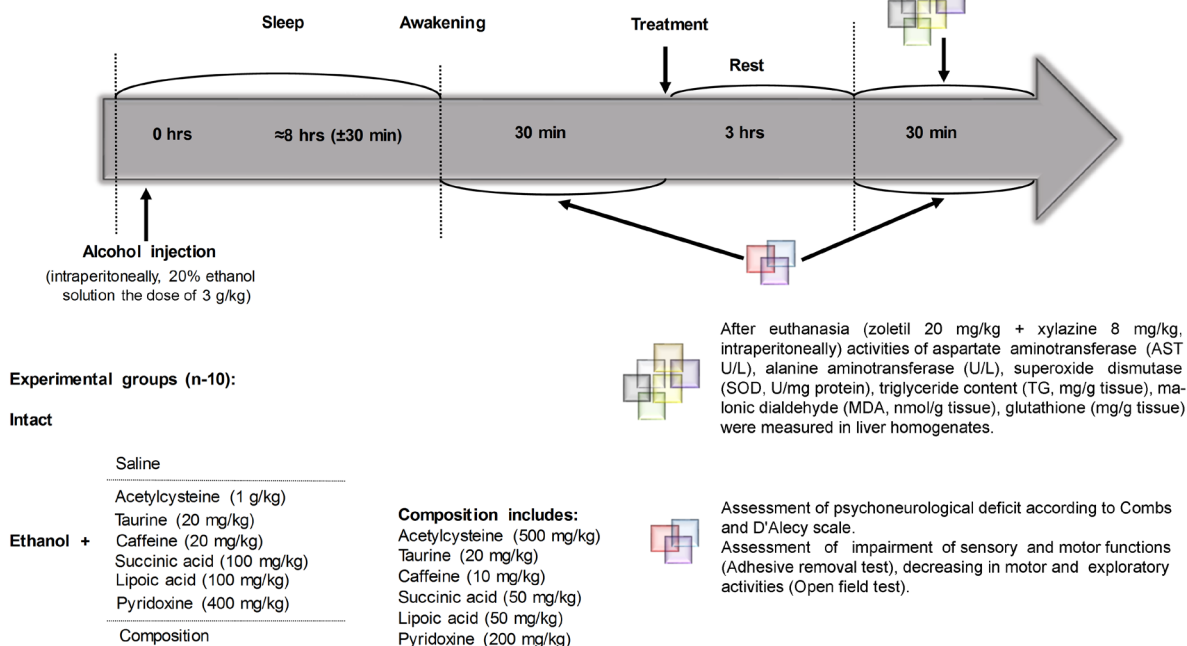 Sleep
Awakening
Treatment
Rest
0 hrs
≈8 hrs (±30 min)
30 min
3 hrs
30 min
Alcohol injection
(intraperitoneally, 20% ethanol
solution the dose of 3 g/kg)
Experimental groups (n-10):
Intact
Ethanol +
Saline
Acetylcysteine (1 g/kg)
Taurine (20 mg/kg)
Caffeine (20 mg/kg)
Succinic acid (100 mg/kg)
Lipoic acid (100 mg/kg)
Pyridoxine (400 mg/kg)
Composition
Composition includes:
Acetylcysteine (500 mg/kg)
Taurine (20 mg/kg)
Caffeine (10 mg/kg)
Succinic acid (50 mg/kg)
Lipoic acid (50 mg/kg)
Pyridoxine (200 mg/kg)
After euthanasia (zoletil 20 mg/kg + xylazine 8 mg/kg,
intraperitoneally) activities of aspartate aminotransferase (AST
U/L), alanine aminotransferase (U/L), superoxide dismutase
(SOD, U/mg protein), triglyceride content (TG, mg/g tissue), ma-
lonic dialdehyde (MDA, nmol/g tissue), glutathione (mg/g tissue)
were measured in liver homogenates.
Assessment of psychoneurological deficit according to Combs
and D'Alecy scale.
Assessment of impairment of sensory and motor functions
(Adhesive removal test), decreasing in motor and exploratory
activities (Open field test).